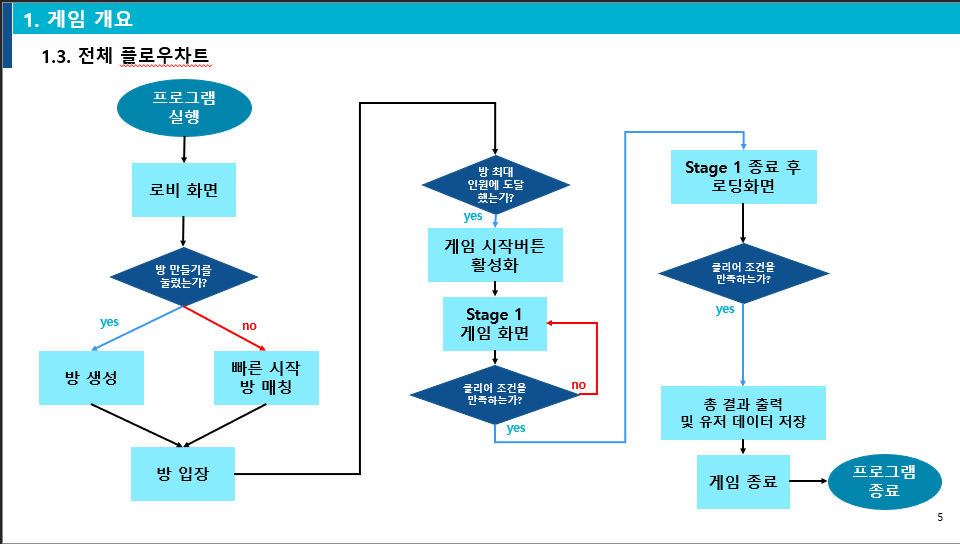 1. 게임 개요
1.3. 전체 플로우차트
프로그램
실행
로비 화면
방 만들기를
눌렀는가?
yes
no
방 생성
빠른 시작
방 매칭
방 입장
방 최대
인원에 도달
했는가?
yes
게임 시작버튼
활성화
Stage 1
게임 화면
클리어 조건을
만족하는가?
no
yes
Stage 1 종료 후
로딩화면
클리어 조건을
만족하는가?
yes
총 결과 출력
및 유저 데이터 저장
게임 종료
프로그램
종료
5